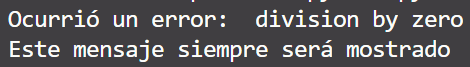 Ocurrió un error:  division by zero
Este mensaje siempre será mostrado